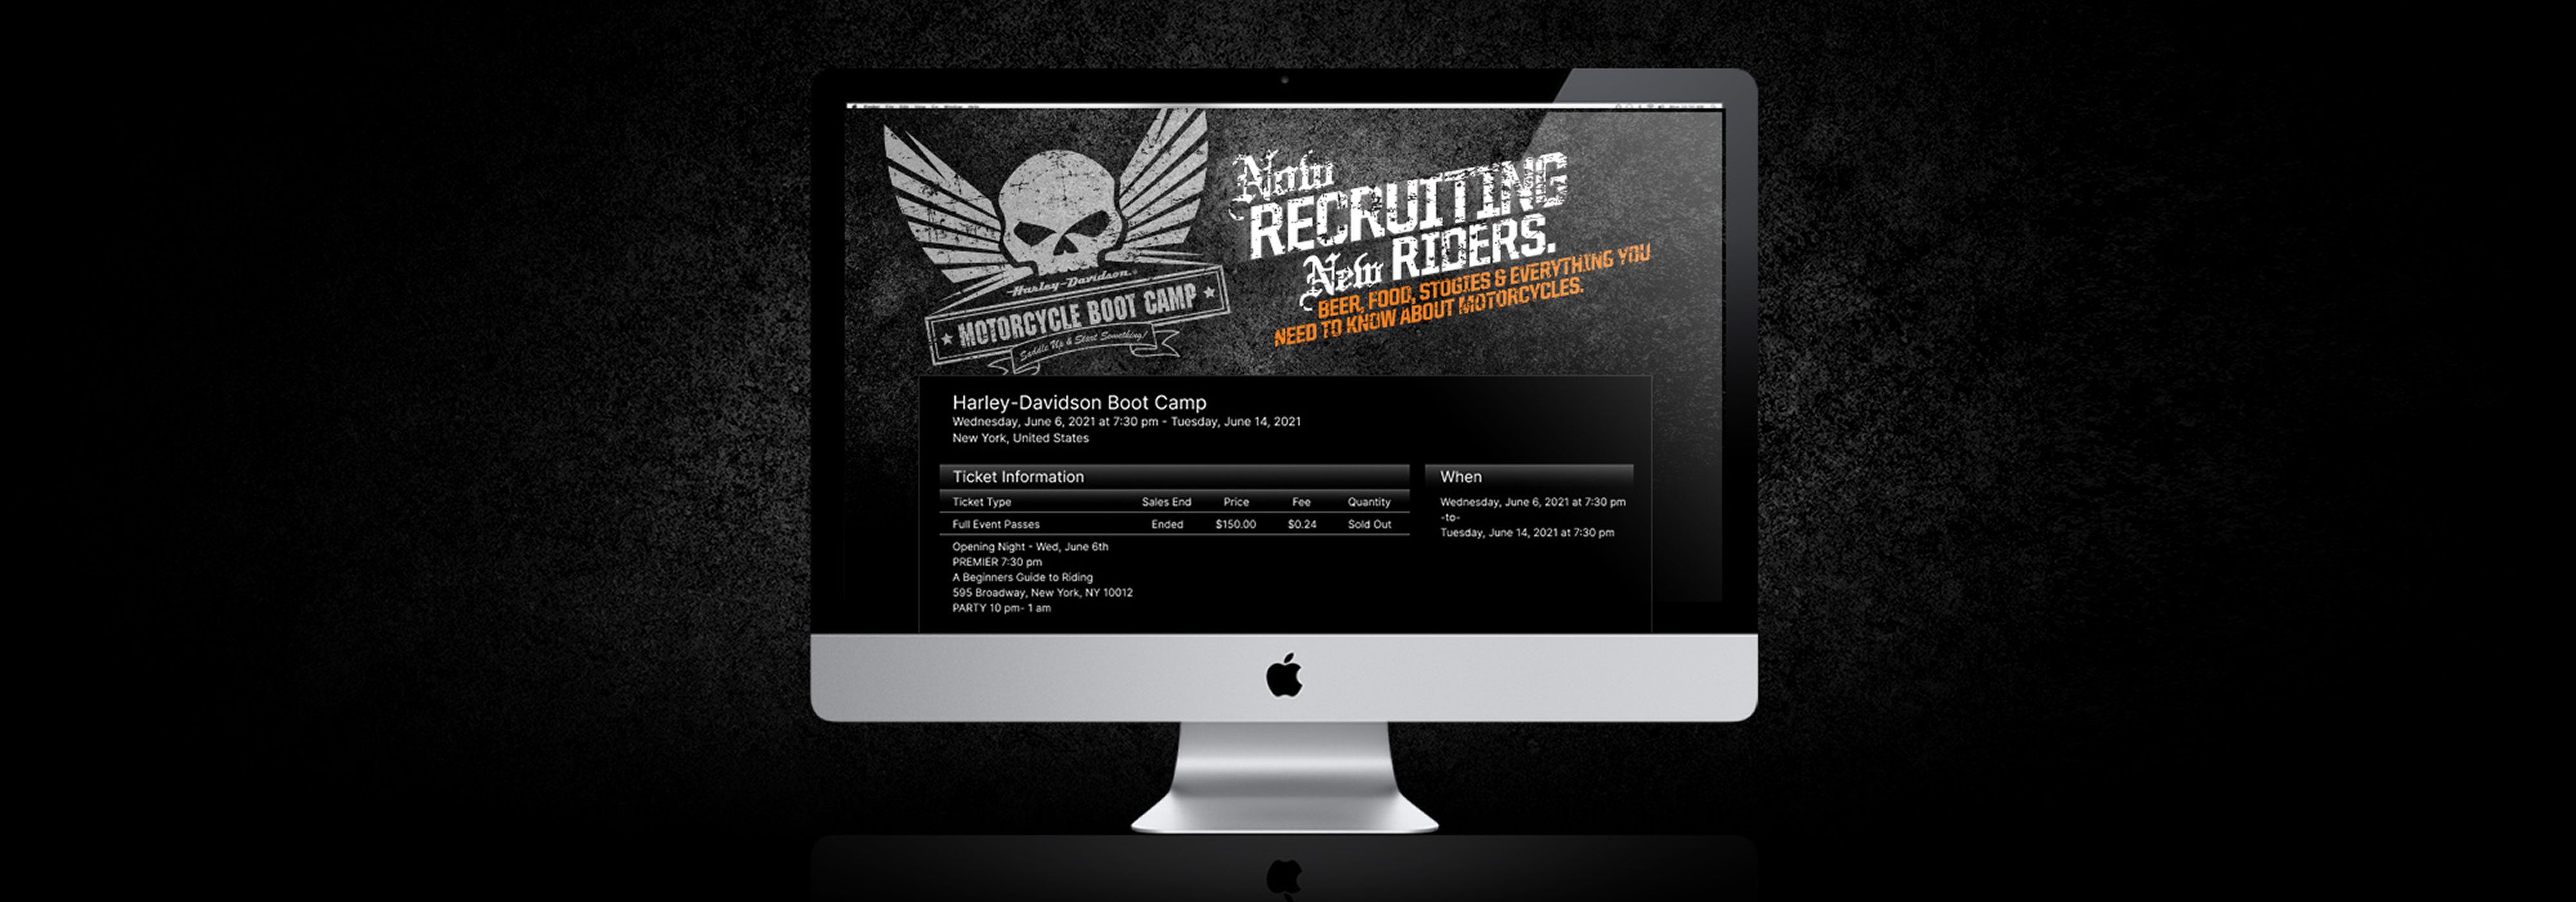 Now
RECRUITING
New RIDERS.
BEER, FOOD, STOGIES & EVERYTHING YOU
NEED TO KNOW ABOUT MOTORCYCLES.
Harley-Davidson
MOTORCYCLE BOOT CAMP
Saddle Up & Start Something!
Harley-Davidson Boot Camp
Wednesday, June 6, 2021 at 7:30 pm - Tuesday, June 14, 2021
New York, United States
Ticket Information
Ticket Type Sales End Price Fee Quantity
Full Event Passes Ended $150.00 $0.24 Sold Out
Opening Night - Wed, June 6th
PREMIER 7:30 pm
A Beginners Guide to Riding
595 Broadway, New York, NY 10012
PARTY 10 pm- 1 am
When
Wednesday, June 6, 2021 at 7:30 pm
-to-
Tuesday, June 14, 2021 at 7:30 pm